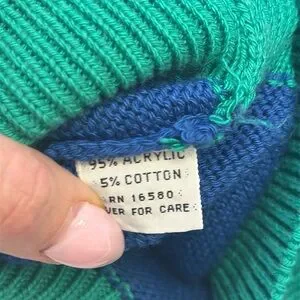 95% ACRYLIC
5% COTTON
RN 16580
VER FOR CARE